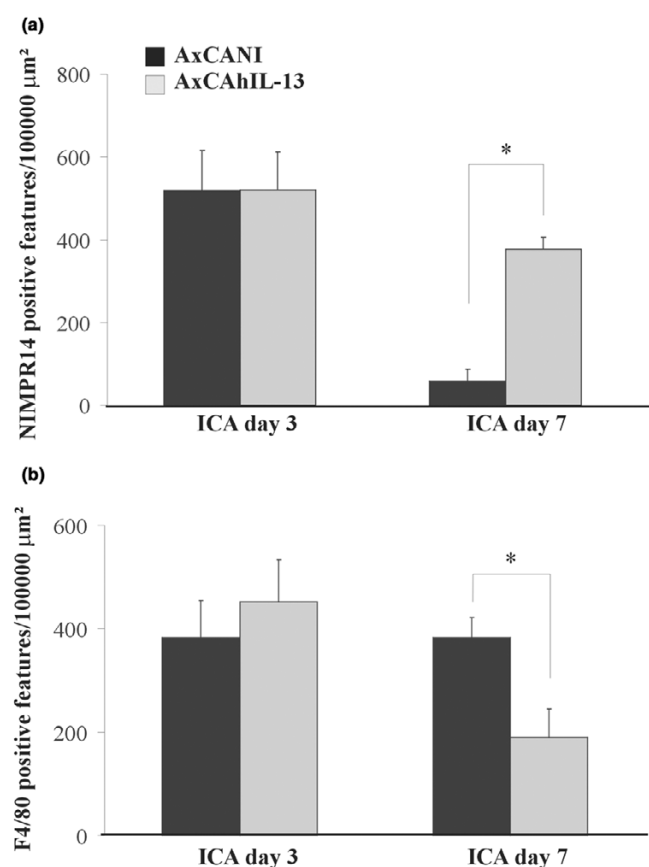 (a)
AxCANI
AxCAhIL-13
NIMPR14 positive features/100000 µm²
800
600
400
200
0
*
ICA day 3
ICA day 7
(b)
F4/80 positive features/100000 µm²
600
400
200
0
*
ICA day 3
ICA day 7